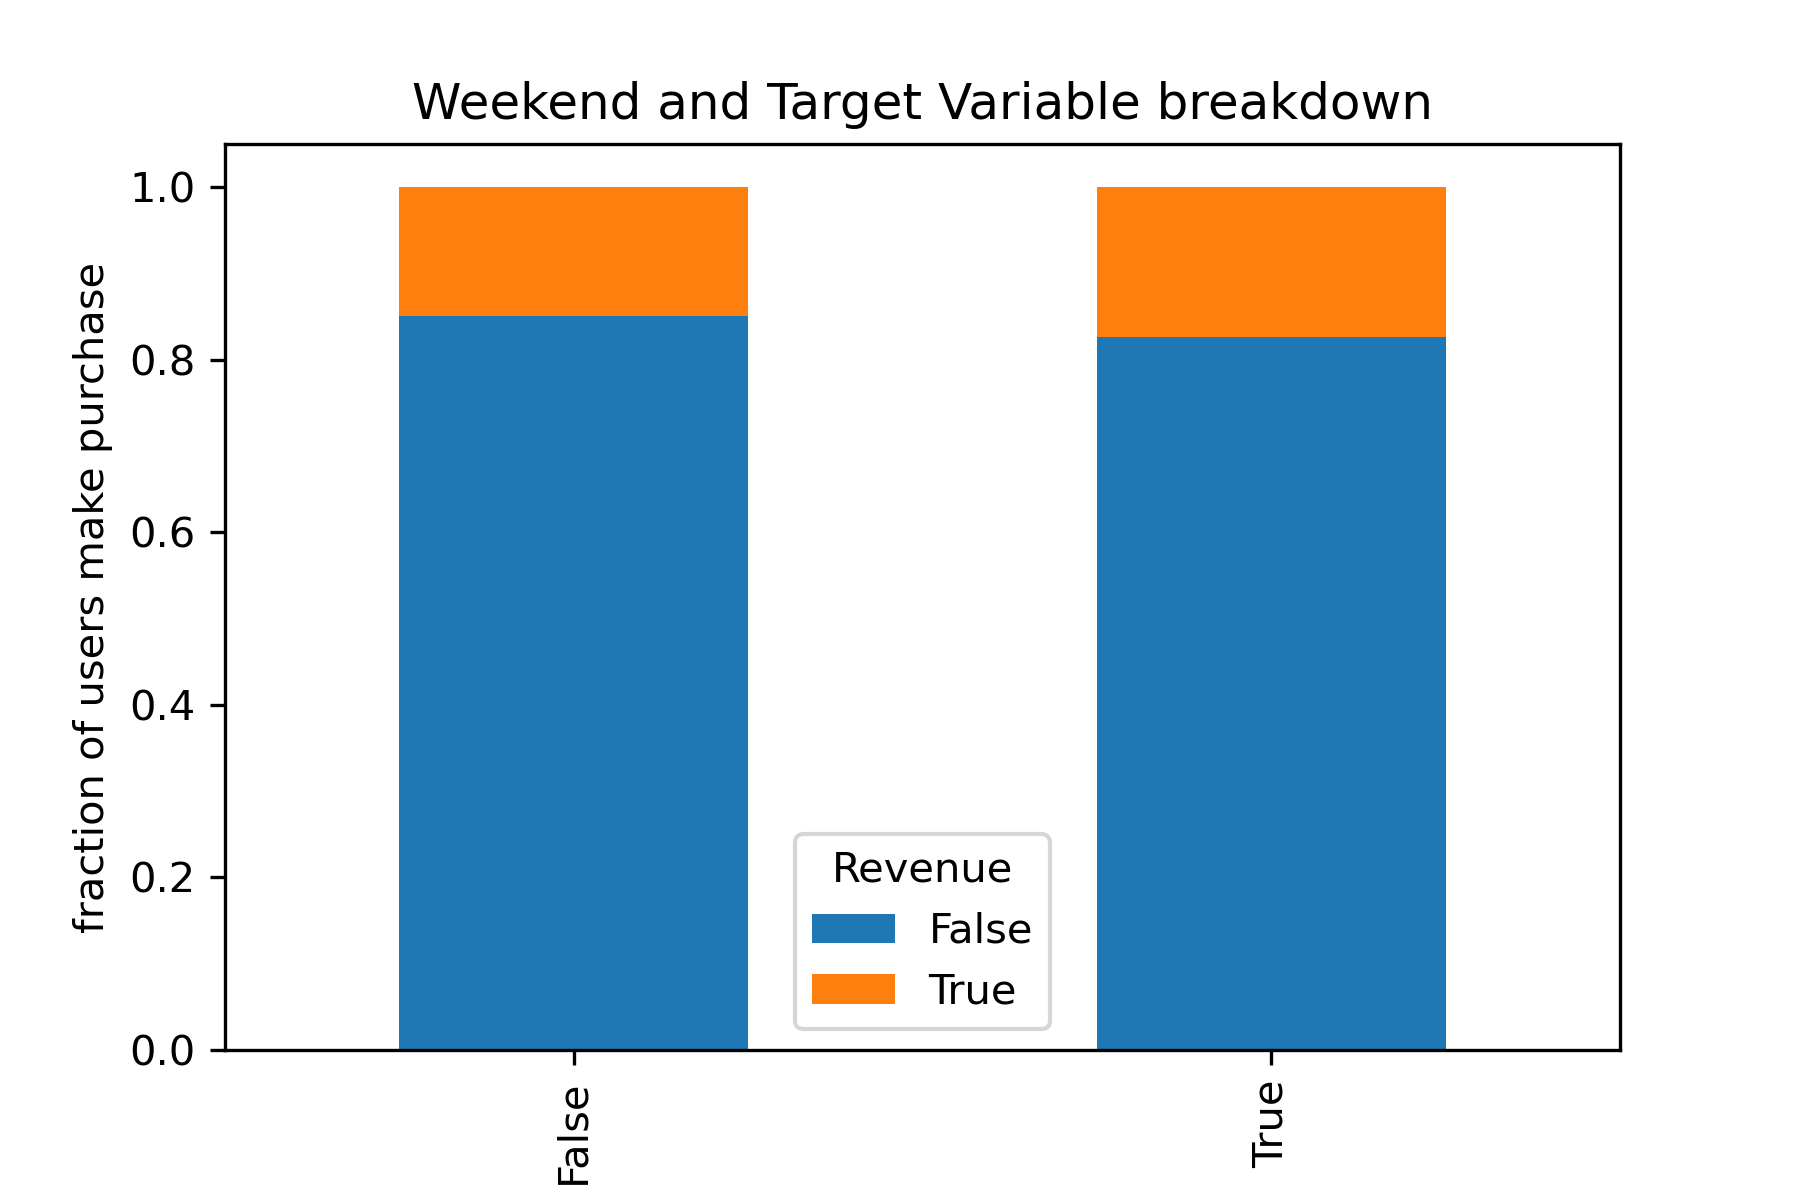 Weekend and Target Variable breakdown
fraction of users make purchase
1.0
0.8
0.6
0.4
0.2
0.0
Revenue
False
True
False
True